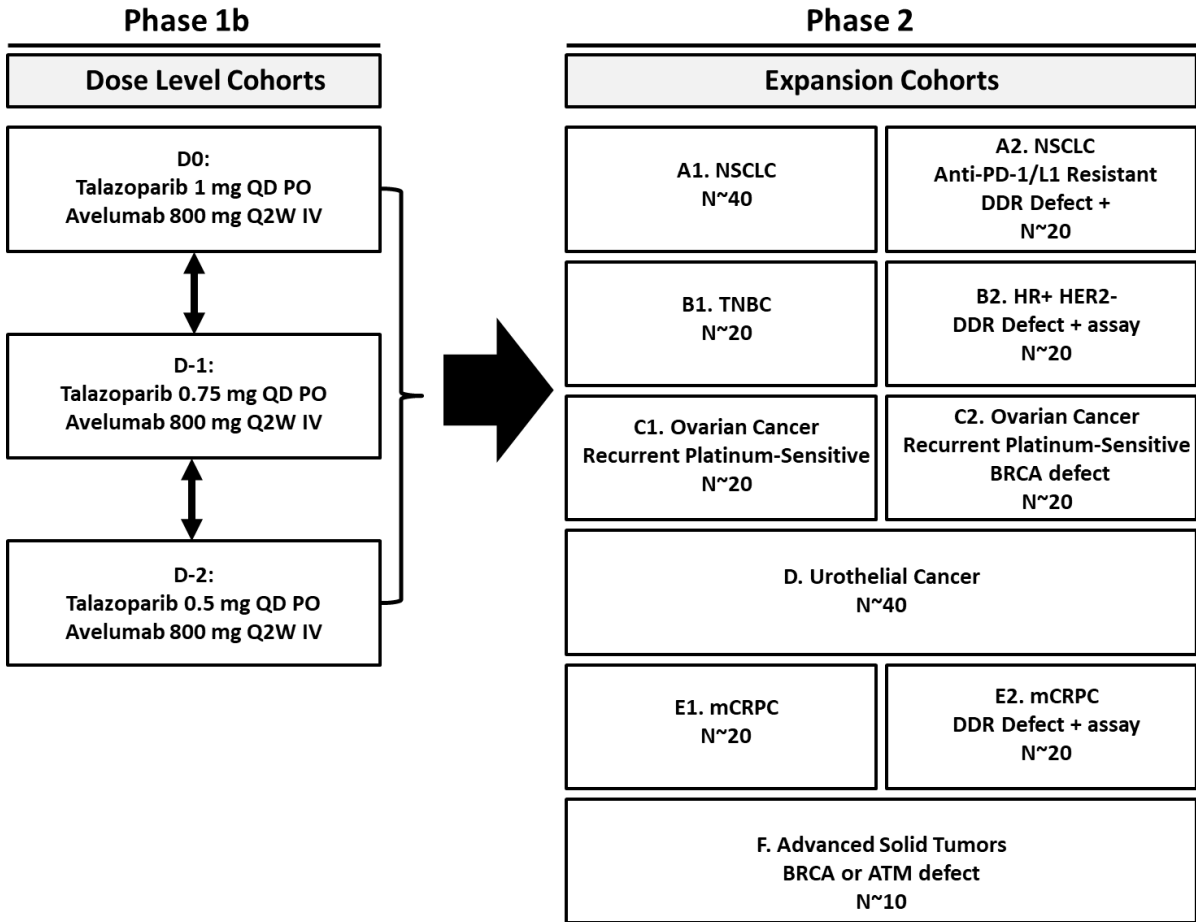 Phase 1b
Dose Level Cohorts
D0:
Talazoparib 1 mg QD PO
Avelumab 800 mg Q2W IV
D-1:
Talazoparib 0.75 mg QD PO
Avelumab 800 mg Q2W IV
D-2:
Talazoparib 0.5 mg QD PO
Avelumab 800 mg Q2W IV
Phase 2
Expansion Cohorts
A1. NSCLC
N~40
A2. NSCLC
Anti-PD-1/L1 Resistant
DDR Defect +
N~20
B1. TNBC
N~20
B2. HR+ HER2-
DDR Defect + assay
N~20
C1. Ovarian Cancer
Recurrent Platinum-Sensitive
N~20
C2. Ovarian Cancer
Recurrent Platinum-Sensitive
BRCA defect
N~20
D. Urothelial Cancer
N~40
E1. mCRPC
N~20
E2. mCRPC
DDR Defect + assay
N~20
F. Advanced Solid Tumors
BRCA or ATM defect
N~10